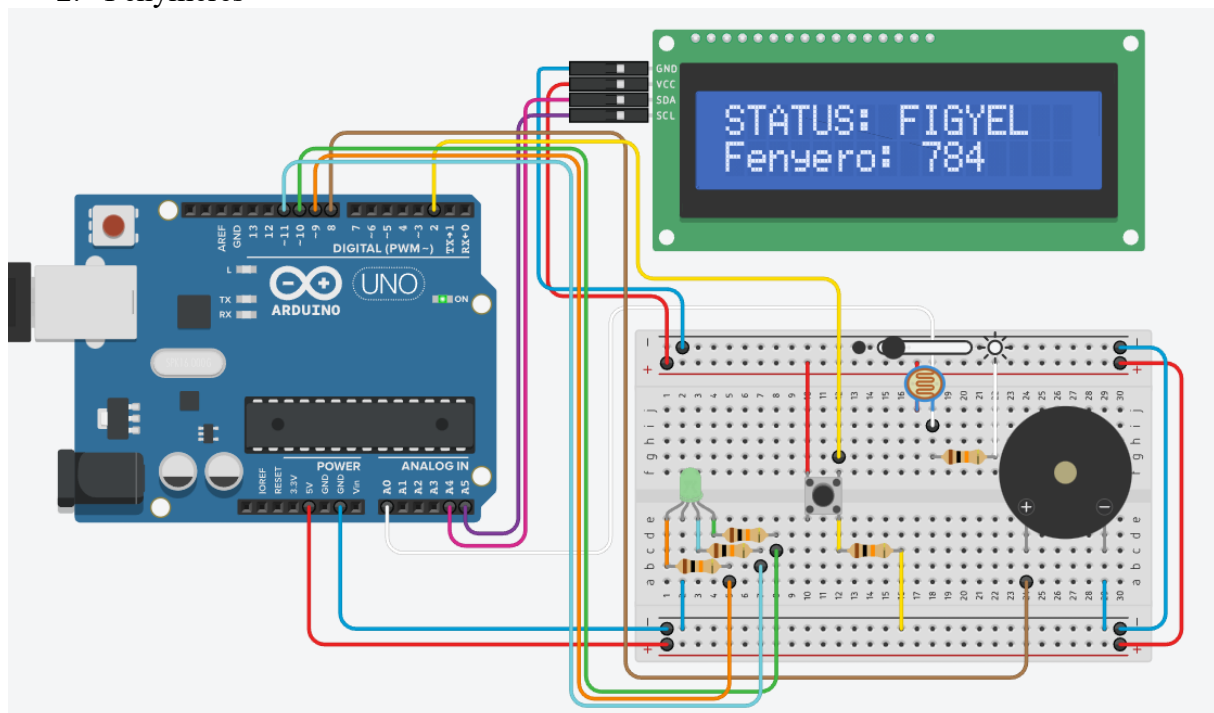 GND
VCC
SDA
SCL
STATUS: FIGYEL
Fenyero: 784
AREF
GND
13
12
~11
~10
~9
8
7
~6
~5
4
~3
2
TX→1
RX←0
DIGITAL (PWM~)
L
TX
RX
ARDUINO
UNO
ON
POWER
ANALOG IN
IOREF
RESET
3.3V
5V
GND
GND
Vin
A0
A1
A2
A3
A4
A5